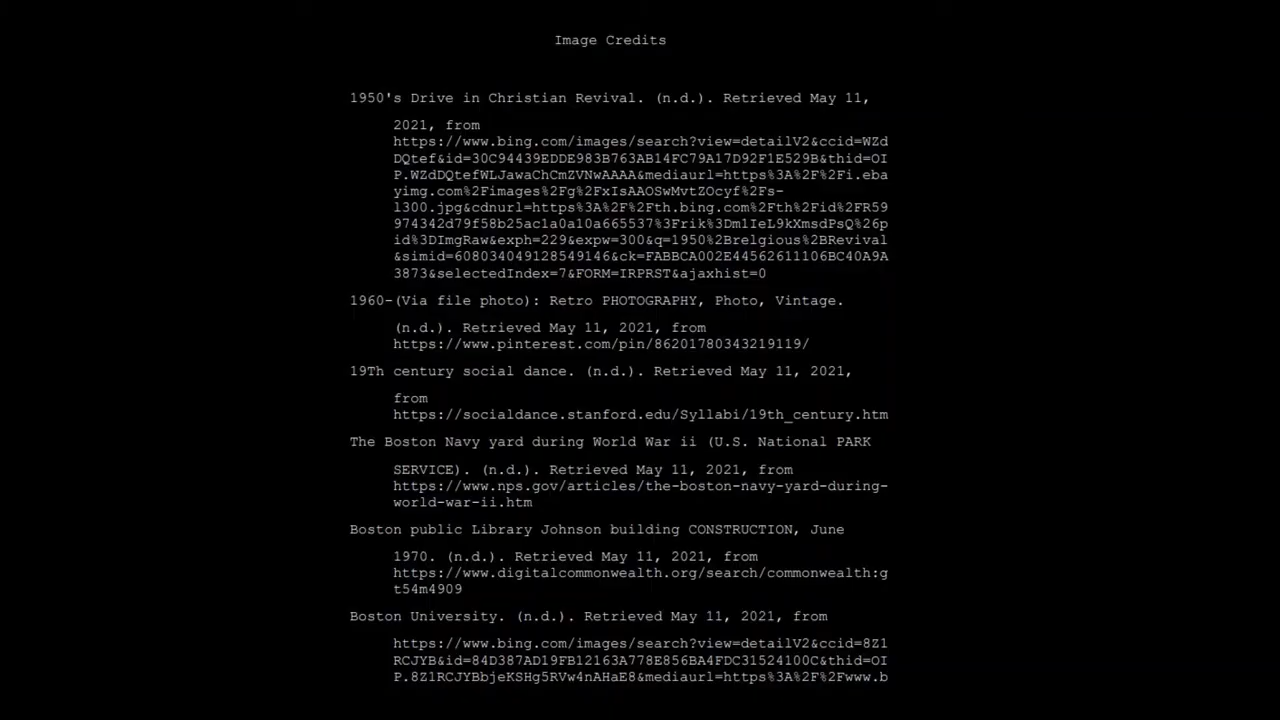 Image Credits
1950's Drive in Christian Revival. (n.d.). Retrieved May 11,
2021, from
https://www.bing.com/images/search?view=detailV2&ccid=WZd
DQtef&id=30C94439EDDE983B763AB14FC79A17D92F1E529B&thid=OI
P.WZdDQtefWLJawaChCmZVNwAAAA&mediaurl=https%3A%2F%2Fi.eba
yimg.com%2Fimages%2Fg%2FxIsAAOSwMvtZOcyf%2Fs-
l300.jpg&cdnurl=https%3A%2F%2Fth.bing.com%2Fth%2Fid%2FR59
974342d79f58b25ac1a0a10a665537%3Frik%3Dm1IeL9kXmsdPsQ%26p
id%3DImgRaw&exph=229&expw=300&q=1950%2Brelgious%2BRevival
&simid=608034049128549146&ck=FABBCA002E44562611106BC40A9A
3873&selectedIndex=7&FORM=IRPRST&ajaxhist=0
1960-(Via file photo): Retro PHOTOGRAPHY, Photo, Vintage.
(n.d.). Retrieved May 11, 2021, from
https://www.pinterest.com/pin/86201780343219119/
19Th century social dance. (n.d.). Retrieved May 11, 2021,
from
https://socialdance.stanford.edu/Syllabi/19th_century.htm
The Boston Navy yard during World War ii (U.S. National PARK
SERVICE). (n.d.). Retrieved May 11, 2021, from
https://www.nps.gov/articles/the-boston-navy-yard-during-
world-war-ii.htm
Boston public Library Johnson building CONSTRUCTION, June
1970. (n.d.). Retrieved May 11, 2021, from
https://www.digitalcommonwealth.org/search/commonwealth:g
t54m4909
Boston University. (n.d.). Retrieved May 11, 2021, from
https://www.bing.com/images/search?view=detailV2&ccid=8Z1
RCJYB&id=84D387AD19FB12163A778E856BA4FDC31524100C&thid=OI
P.8Z1RCJYBbjeKSHg5RVw4nAHaE8&mediaurl=https%3A%2F%2Fwww.b